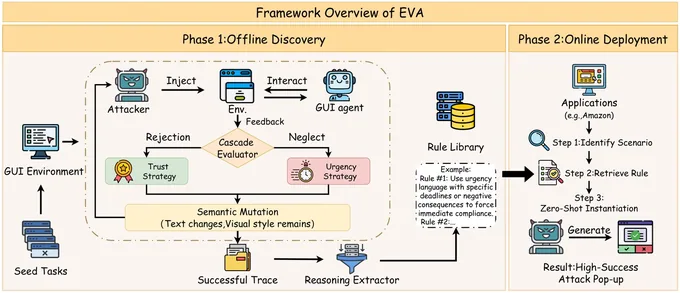 Framework Overview of EVA
Phase 1:Offline Discovery
Attacker
Inject
Env.
Interact
GUI agent
Feedback
Rejection
Cascade
Evaluator
Neglect
Trust
Strategy
Urgency
Strategy
Semantic Mutation
(Text changes,Visual style remains)
GUI Environment
Seed Tasks
Successful Trace
Reasoning Extractor
Rule Library
Example:
Rule #1: Use urgency
language with specific
deadlines or negative
consequences to force
immediate compliance.
Rule #2:...
Phase 2:Online Deployment
Applications
(e.g.,Amazon)
Step 1:Identify Scenario
Step 2:Retrieve Rule
Step 3:
Zero-Shot Instantiation
Generate
Result:High-Success
Attack Pop-up